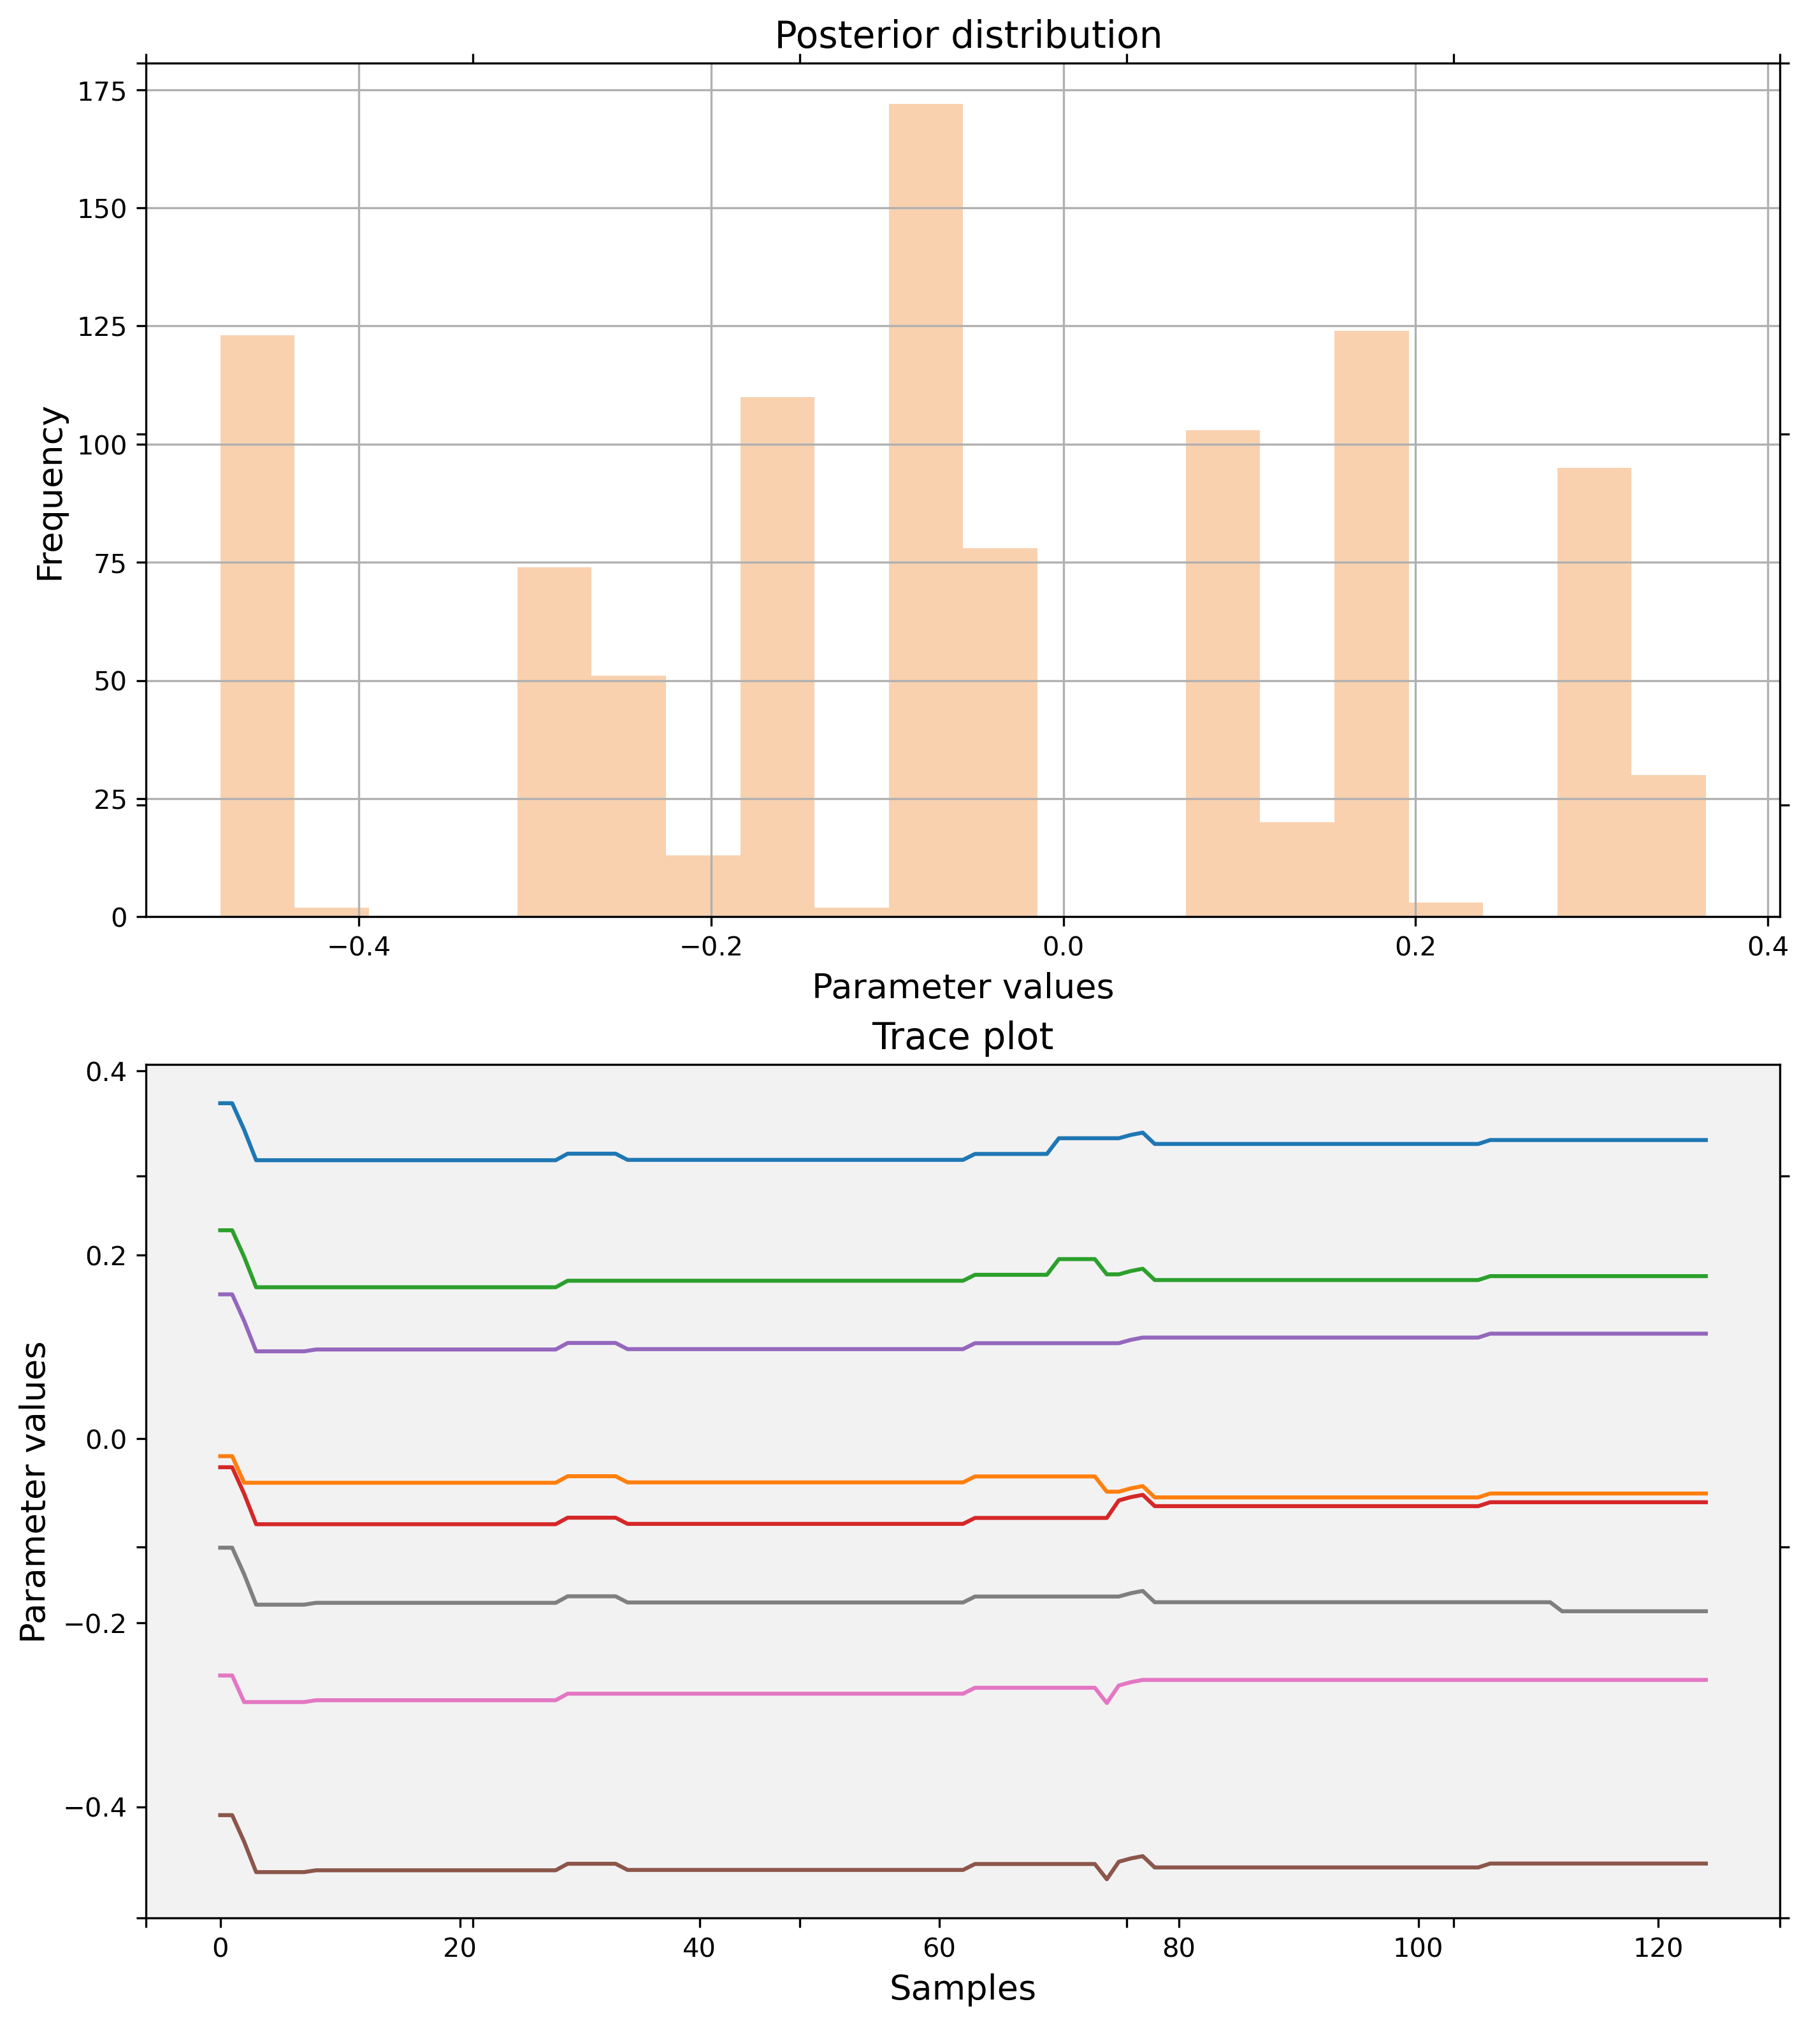 Posterior distribution
175
150
125
100
75
50
25
0
Frequency
−0.4 −0.2 0.0 0.2 0.4
Parameter values
Trace plot
0.4
0.2
0.0
−0.2
−0.4
Parameter values
0 20 40 60 80 100 120
Samples